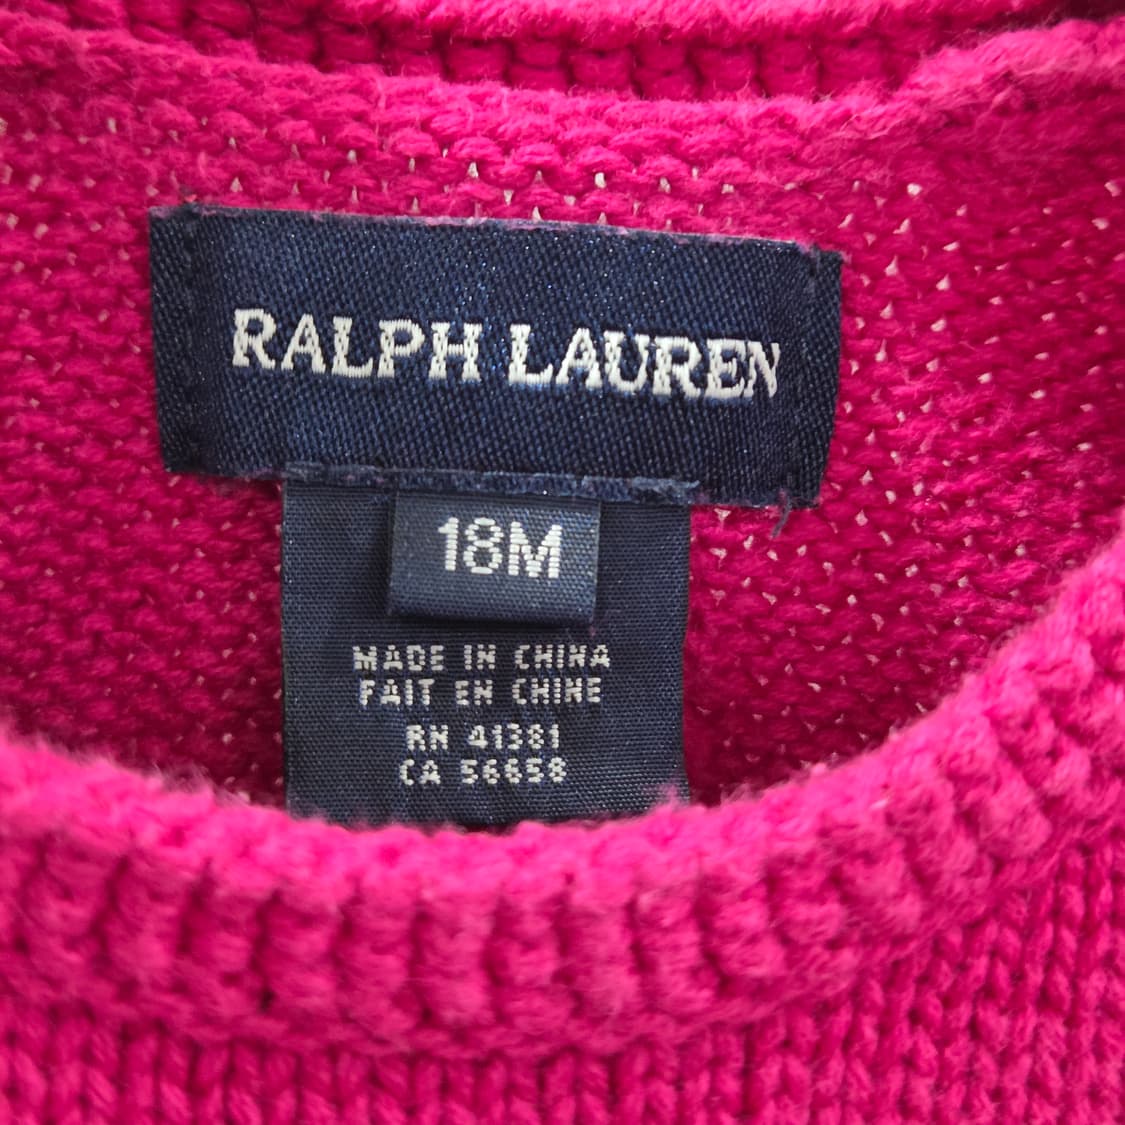 RALPH LAUREN
18M
MADE IN CHINA
FAIT EN CHINE
RN 41381
CA 56658